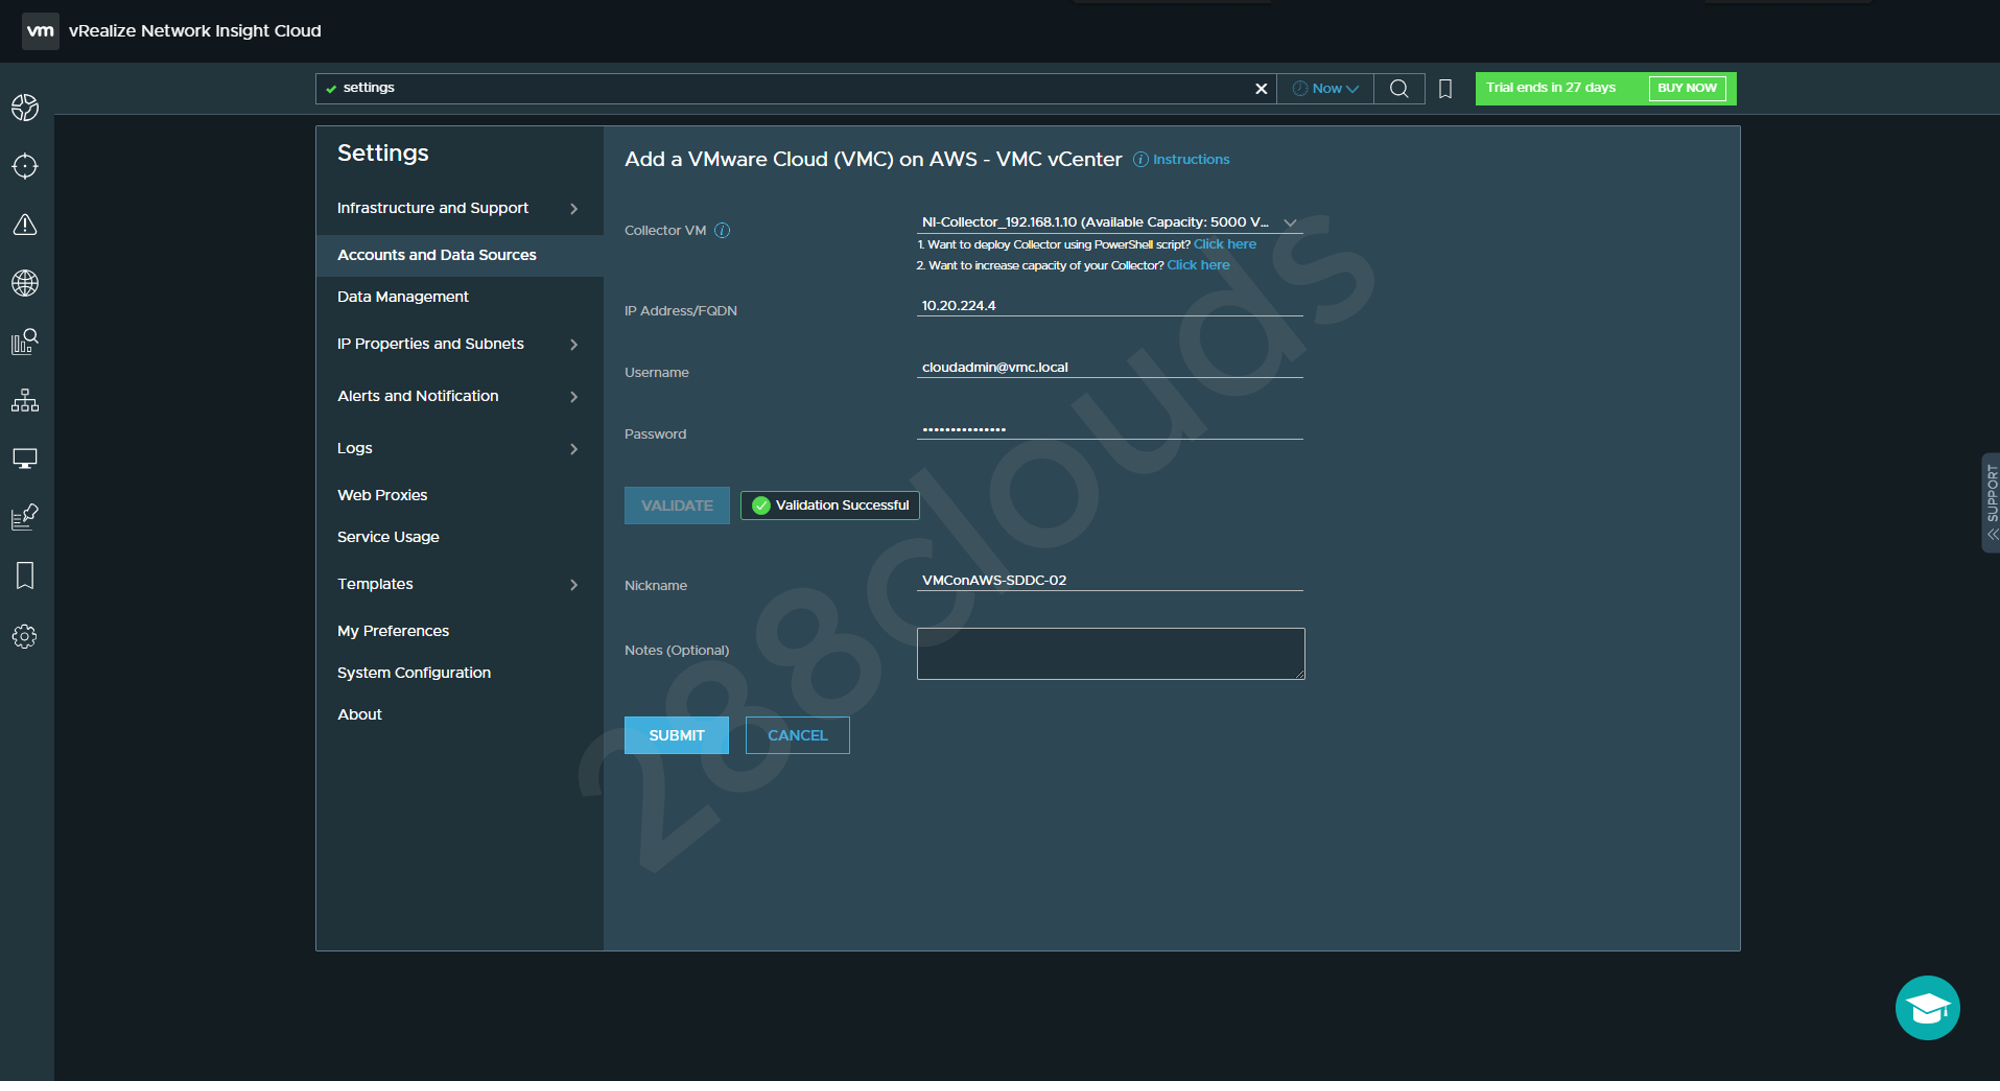 vm vRealize Network Insight Cloud
settings
Now
Trial ends in 27 days BUY NOW
Settings
Infrastructure and Support
Accounts and Data Sources
Data Management
IP Properties and Subnets
Alerts and Notification
Logs
Web Proxies
Service Usage
Templates
My Preferences
System Configuration
About
Add a VMware Cloud (VMC) on AWS - VMC vCenter i Instructions
Collector VM i NI-Collector_192.168.1.10 (Available Capacity: 5000 V...
1. Want to deploy Collector using PowerShell script? Click here
2. Want to increase capacity of your Collector? Click here
IP Address/FQDN 10.20.224.4
Username cloudadmin@vmc.local
Password •••••••••••••••
VALIDATE Validation Successful
Nickname VMConAWS-SDDC-02
Notes (Optional)
SUBMIT CANCEL
288clouds
SUPPORT